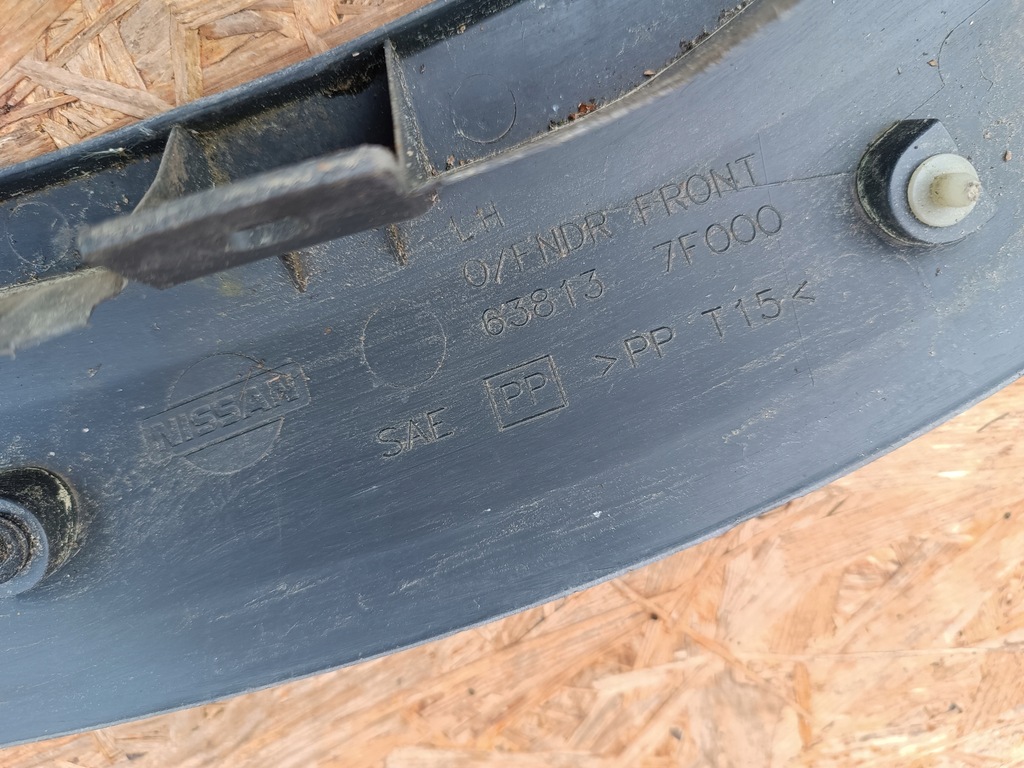 LH
O/FNDR FRONT
63813 7F000
SAE PP >PP T15<
NISSAN